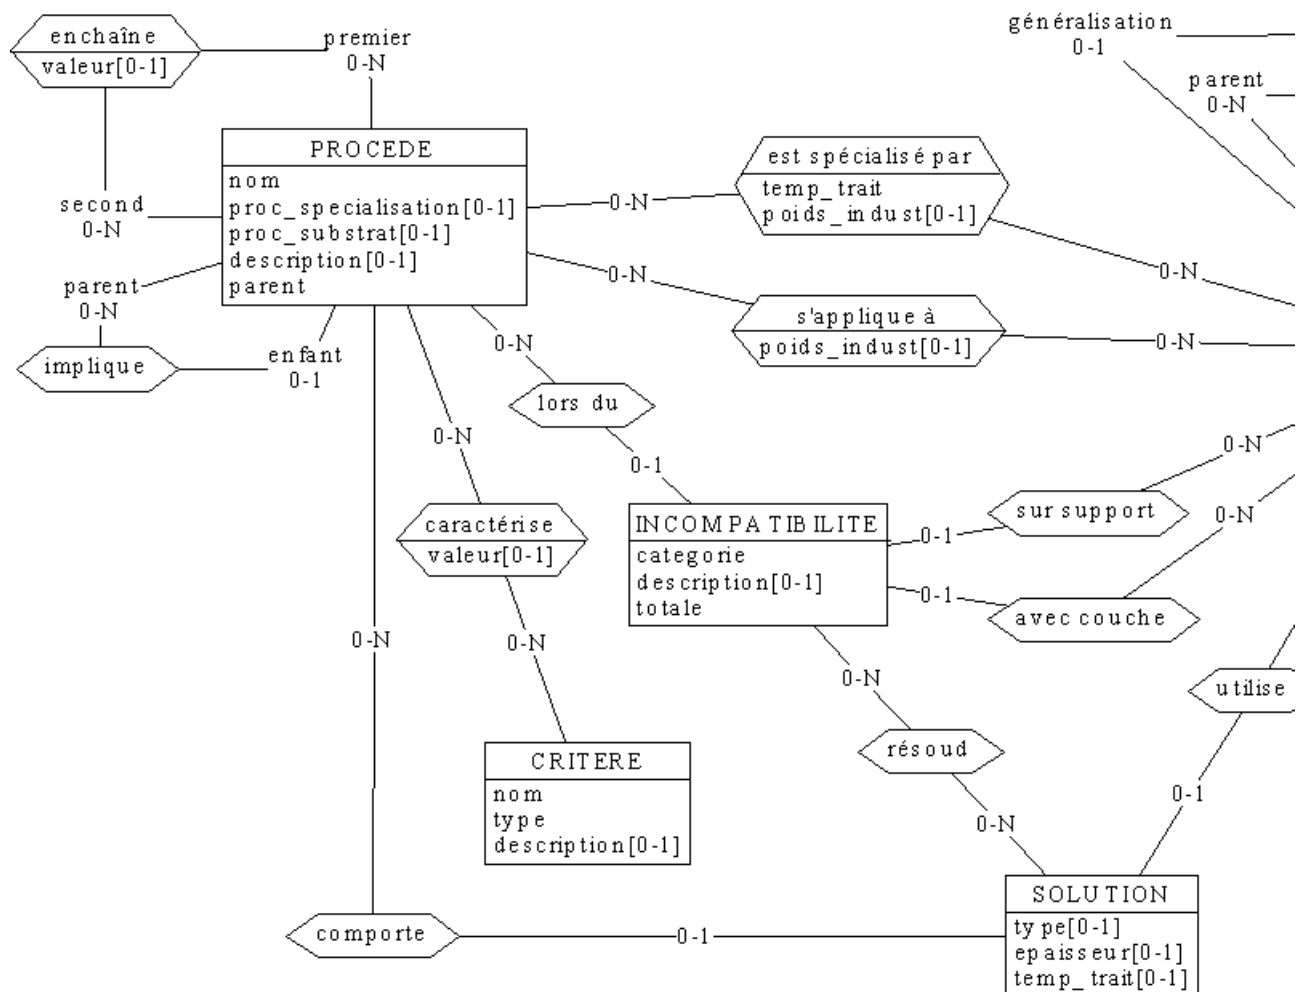 enchaîne
valeur[0-1]
premier
0-N
généralisation
0-1
parent
0-N
PROCEDE
nom
proc_specialisation[0-1]
proc_substrat[0-1]
description[0-1]
parent
est spécialisé par
temp_trait
poids_indust[0-1]
0-N
0-N
second
0-N
parent
0-N
implique
enfant
0-1
0-N
s'applique à
poids_indust[0-1]
0-N
0-N
lors du
0-1
0-N
caractérise
valeur[0-1]
0-N
INCOMPATIBILITE
categorie
description[0-1]
totale
0-1
sur support
0-N
0-1
avec couche
0-N
0-N
0-N
résoud
0-N
utilise
0-1
CRITERE
nom
type
description[0-1]
comporte
0-1
SOLUTION
type[0-1]
epaisseur[0-1]
temp_trait[0-1]